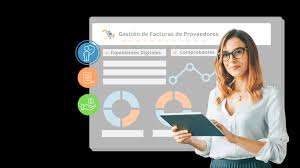 Gestión de Facturas de Proveedores
Expedientes Digitales
Comprobantes